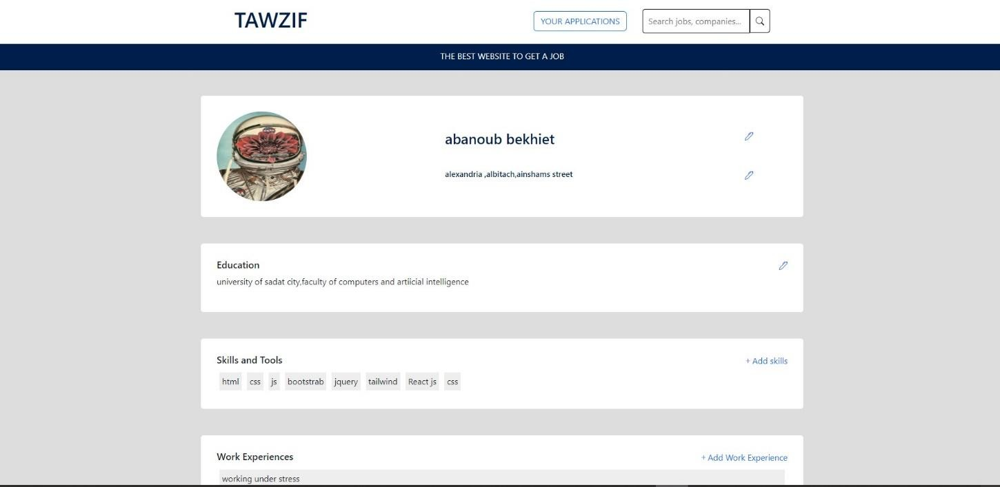 TAWZIF
YOUR APPLICATIONS
Search jobs, companies...
THE BEST WEBSITE TO GET A JOB
abanoub bekhiet
alexandria ,albitach,ainshams street
Education
university of sadat city,faculty of computers and artiicial intelligence
Skills and Tools
+ Add skills
html css js bootstrab jquery tailwind React js css
Work Experiences
+ Add Work Experience
working under stress